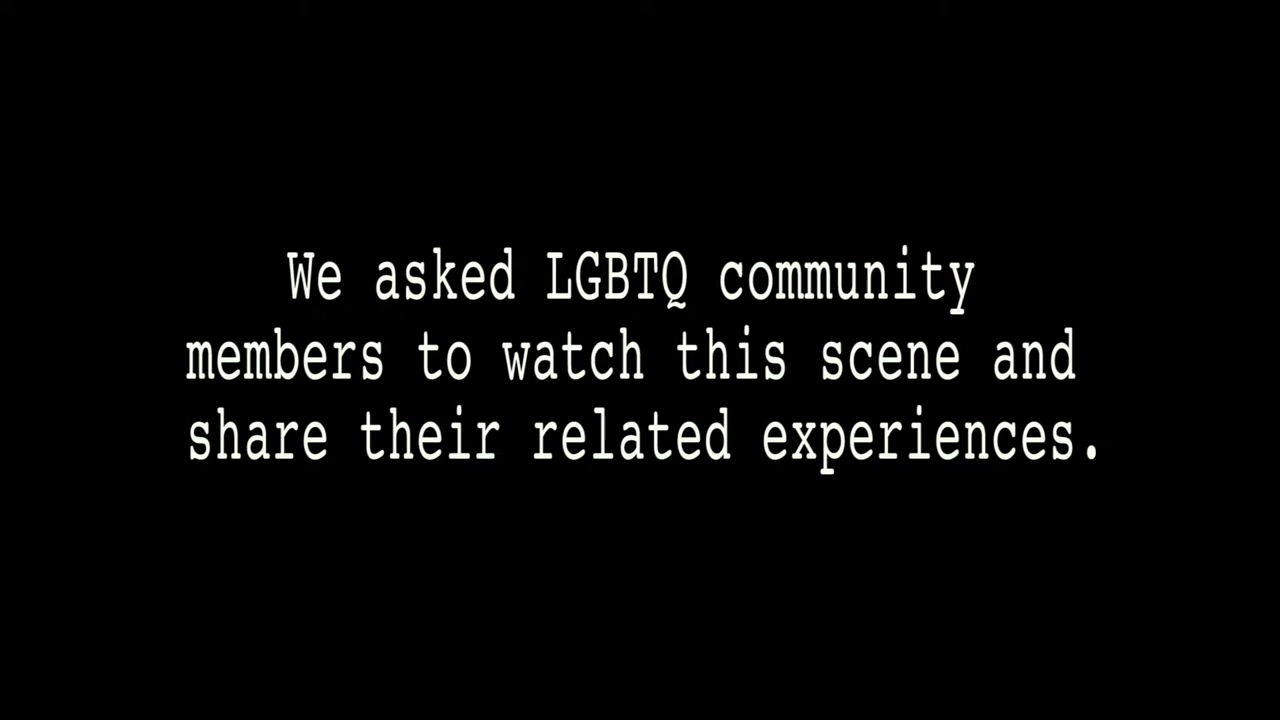 We asked LGBTQ community
members to watch this scene and
share their related experiences.